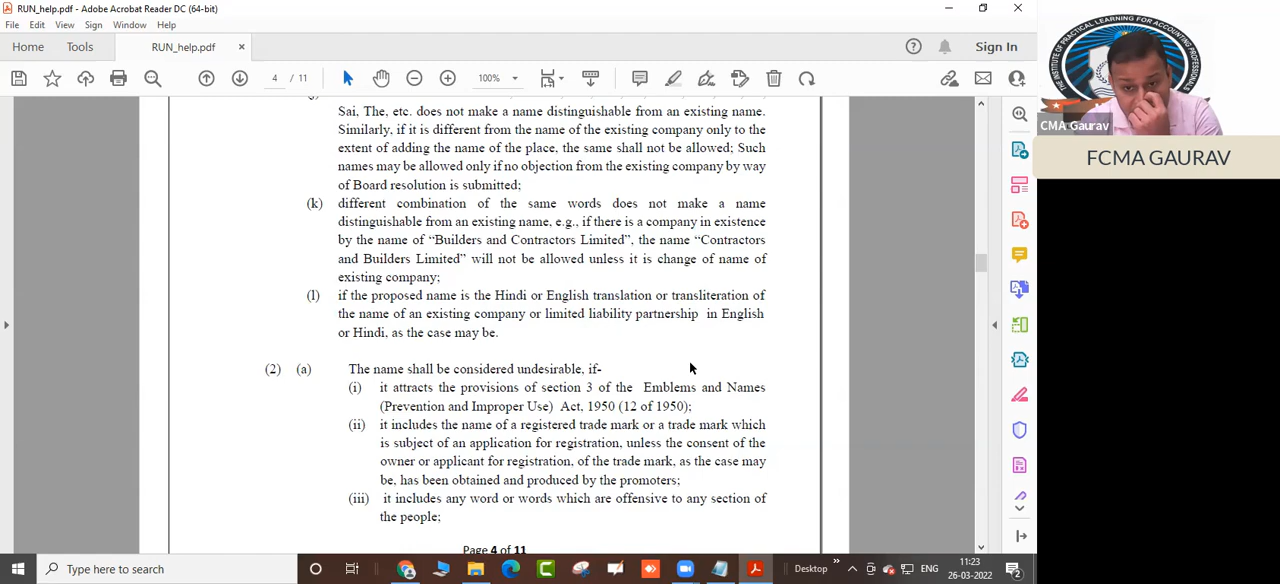 RUN_help.pdf - Adobe Acrobat Reader DC (64-bit)
File Edit View Sign Window Help
Home Tools RUN_help.pdf Sign In
4 / 11 100%
Sai, The, etc. does not make a name distinguishable from an existing name.
Similarly, if it is different from the name of the existing company only to the
extent of adding the name of the place, the same shall not be allowed; Such
names may be allowed only if no objection from the existing company by way
of Board resolution is submitted;
(k) different combination of the same words does not make a name
distinguishable from an existing name, e.g., if there is a company in existence
by the name of “Builders and Contractors Limited”, the name “Contractors
and Builders Limited” will not be allowed unless it is change of name of
existing company;
(l) if the proposed name is the Hindi or English translation or transliteration of
the name of an existing company or limited liability partnership in English
or Hindi, as the case may be.
(2) (a) The name shall be considered undesirable, if-
(i) it attracts the provisions of section 3 of the Emblems and Names
(Prevention and Improper Use) Act, 1950 (12 of 1950);
(ii) it includes the name of a registered trade mark or a trade mark which
is subject of an application for registration, unless the consent of the
owner or applicant for registration, of the trade mark, as the case may
be, has been obtained and produced by the promoters;
(iii) it includes any word or words which are offensive to any section of
the people;
Page 4 of 11
Type here to search
Desktop
ENG
11:23
26-03-2022
2
THE INSTITUTE OF PRACTICAL LEARNING FOR ACCOUNTING PROFESSIONALS
CMA Gaurav
FCMA GAURAV